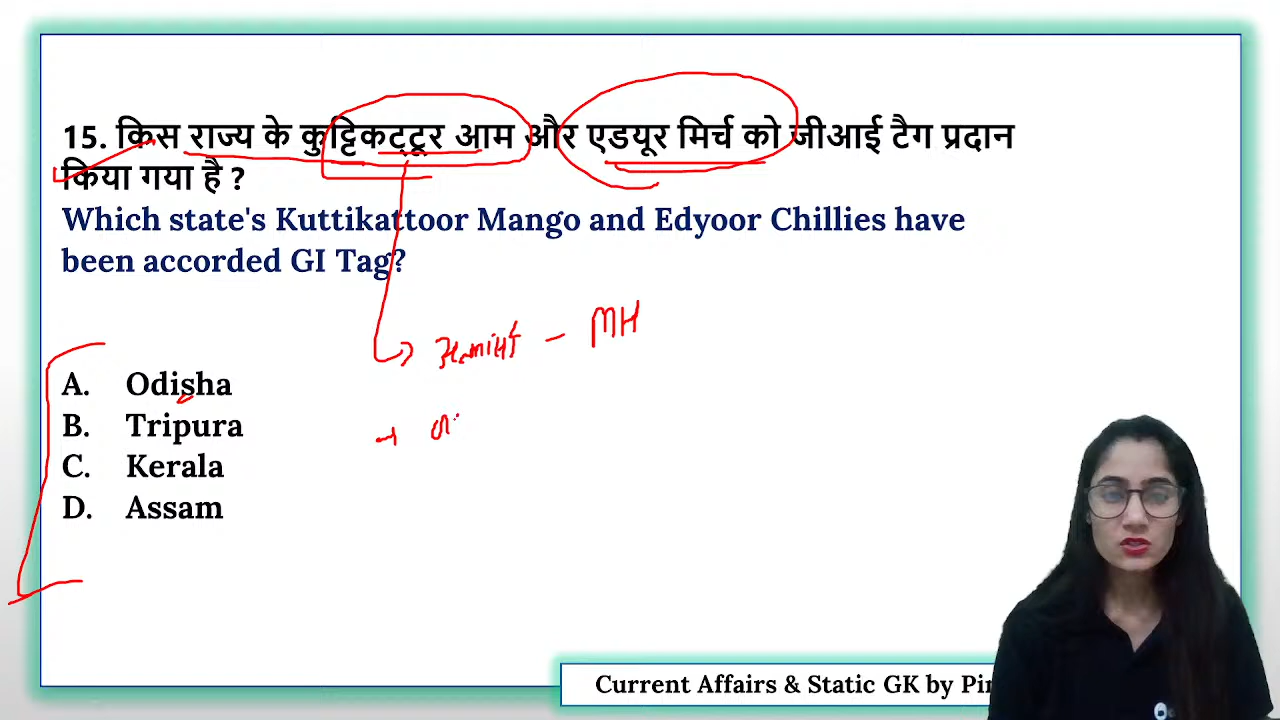 15. किस राज्य के कुट्टिकट्टूर आम और एडयूर मिर्च को जीआई टैग प्रदान
किया गया है ?
Which state's Kuttikattoor Mango and Edyoor Chillies have
been accorded GI Tag?
MH
A. Odisha
B. Tripura
C. Kerala
D. Assam
Current Affairs & Static GK by Pin